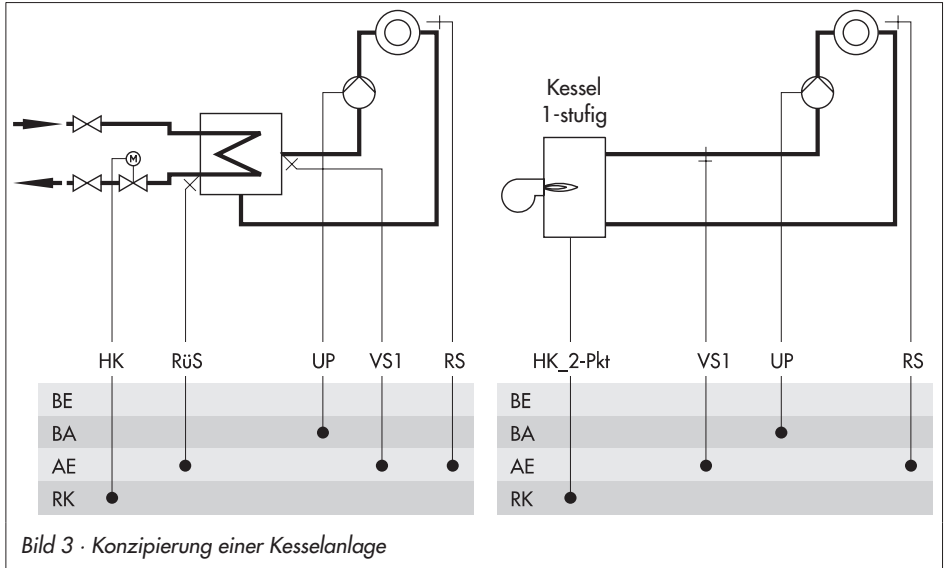 Kessel
1-stufig
M
HK RüS UP VS1 RS
BE
BA
AE
RK
HK_2-Pkt VS1 UP RS
BE
BA
AE
RK
Bild 3 · Konzipierung einer Kesselanlage